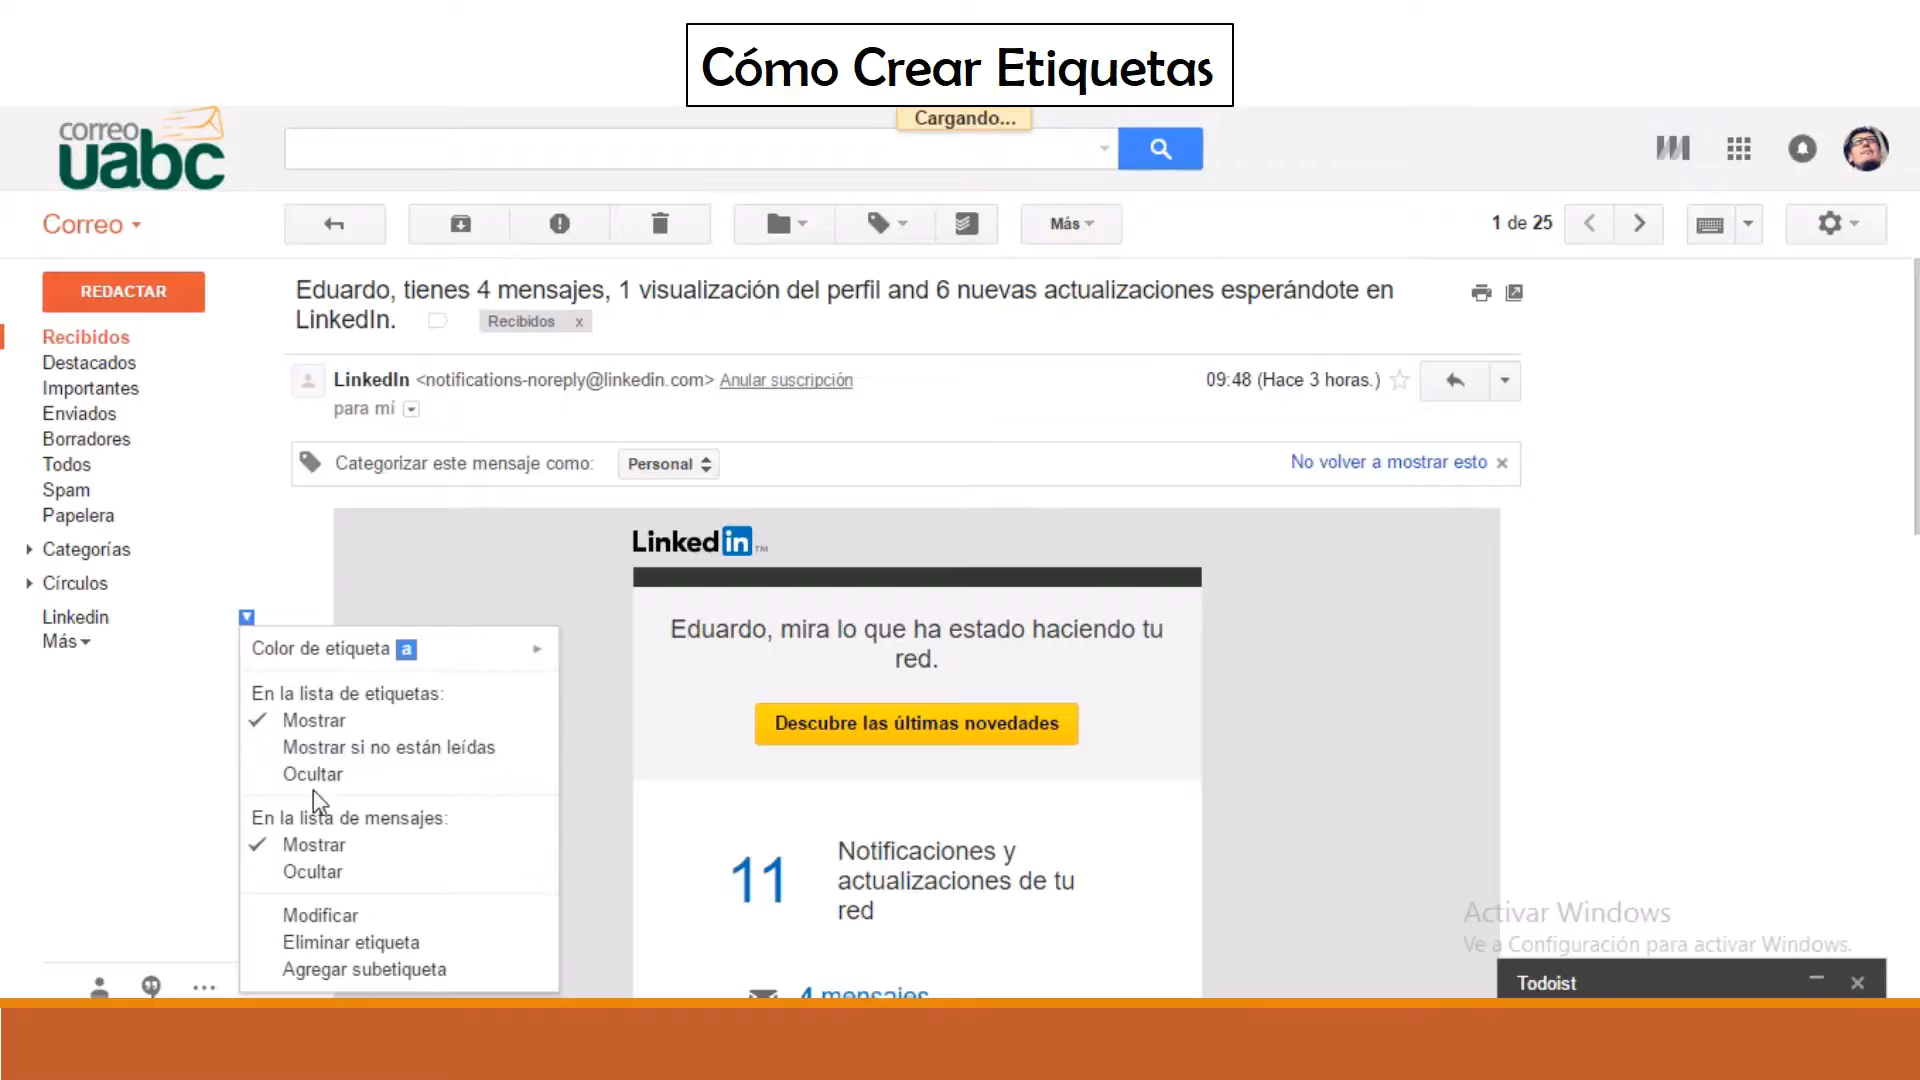 Cómo Crear Etiquetas
Cargando...
correo
uabc
Correo
Más
1 de 25
REDACTAR
Eduardo, tienes 4 mensajes, 1 visualización del perfil and 6 nuevas actualizaciones esperándote en
LinkedIn.
Recibidos x
Recibidos
Destacados
Importantes
Enviados
Borradores
Todos
Spam
Papelera
Categorías
Círculos
Linkedin
Más
LinkedIn <notifications-noreply@linkedin.com> Anular suscripción
09:48 (Hace 3 horas.)
para mí
Categorizar este mensaje como: Personal
No volver a mostrar esto x
Color de etiqueta a
En la lista de etiquetas:
Mostrar
Mostrar si no están leídas
Ocultar
En la lista de mensajes:
Mostrar
Ocultar
Modificar
Eliminar etiqueta
Agregar subetiqueta
Linked in TM
Eduardo, mira lo que ha estado haciendo tu
red.
Descubre las últimas novedades
11
Notificaciones y
actualizaciones de tu
red
4 mensajes
Activar Windows
Ve a Configuración para activar Windows.
Todoist